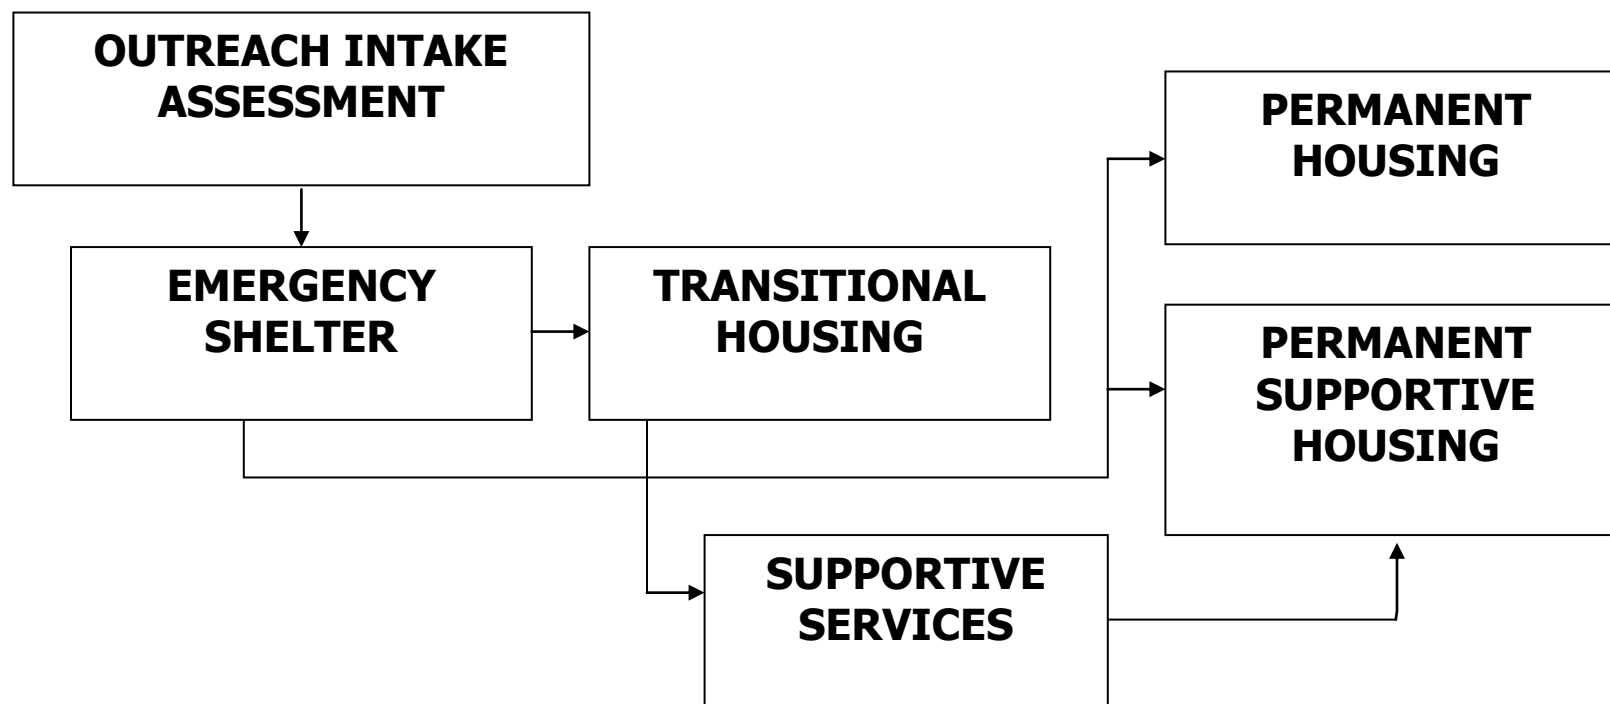 OUTREACH INTAKE
ASSESSMENT
PERMANENT
HOUSING
EMERGENCY
SHELTER
TRANSITIONAL
HOUSING
PERMANENT
SUPPORTIVE
HOUSING
SUPPORTIVE
SERVICES